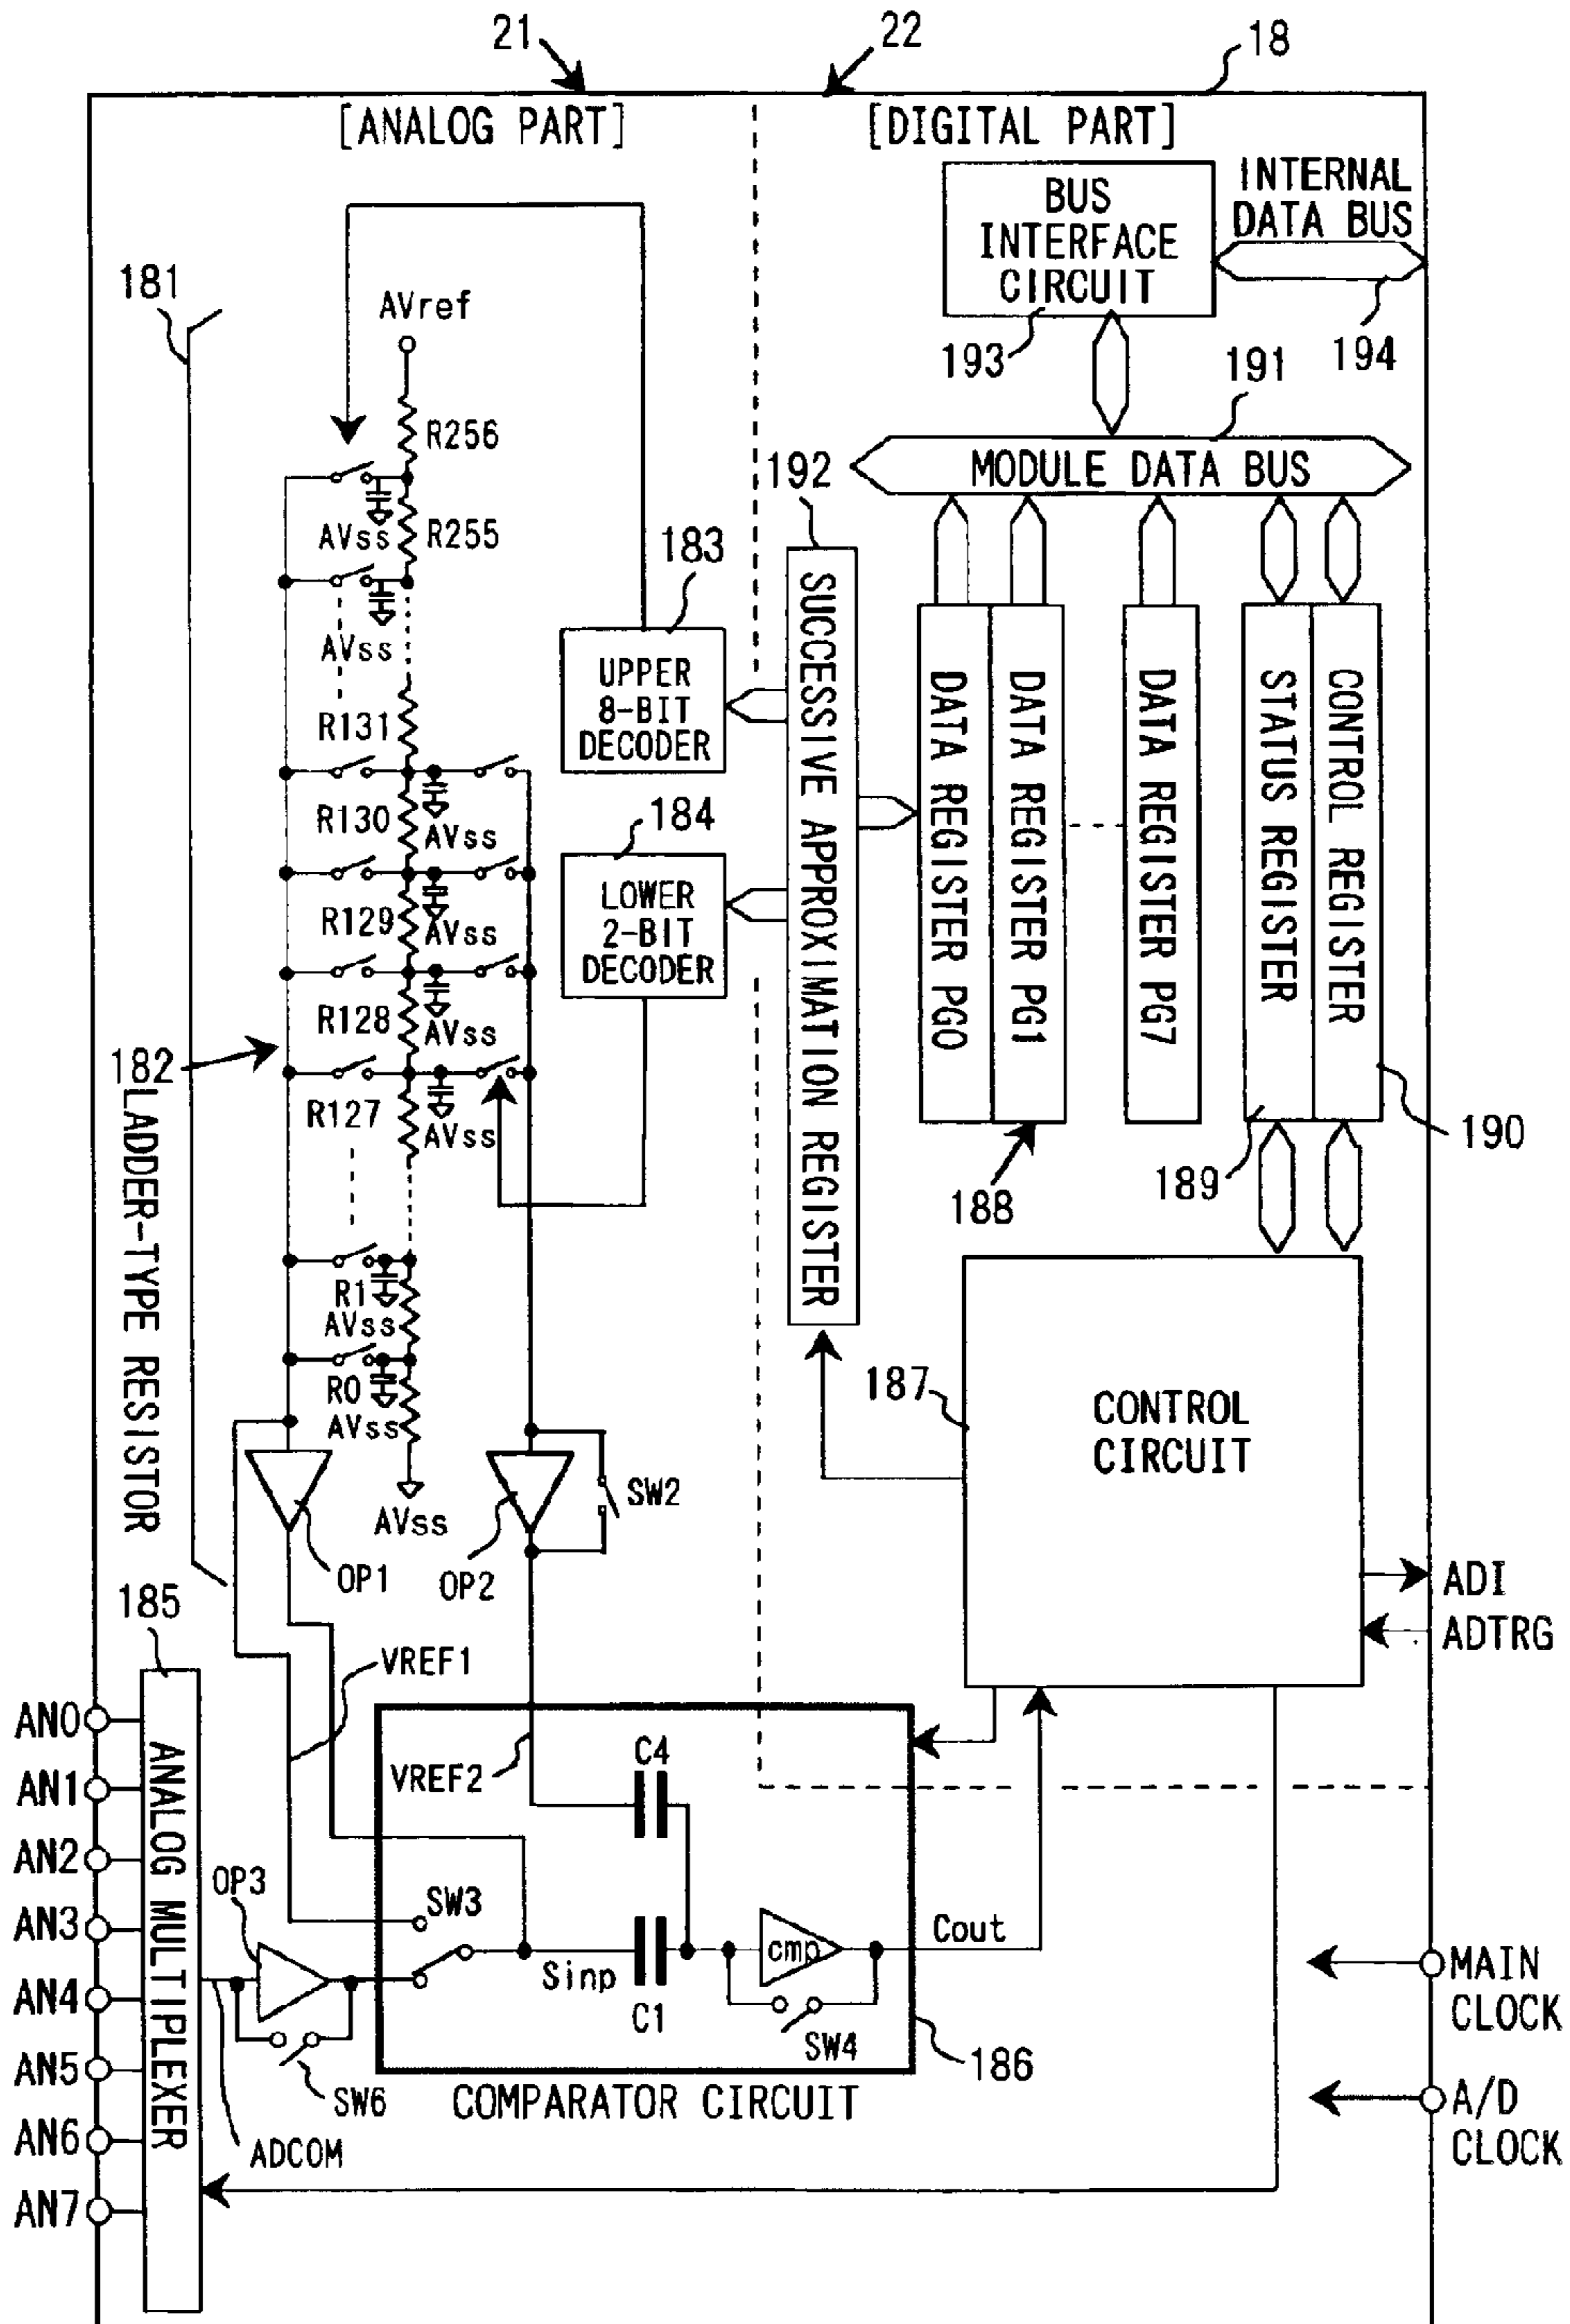 21
22
18
[ANALOG PART]
[DIGITAL PART]
BUS
INTERFACE
CIRCUIT
INTERNAL
DATA BUS
193
194
181
AVref
191
R256
MODULE DATA BUS
192
AVss
R255
183
AVss
UPPER
8-BIT
DECODER
SUCCESSIVE APPROXIMATION REGISTER
DATA REGISTER PG0
DATA REGISTER PG1
DATA REGISTER PG7
STATUS REGISTER
CONTROL REGISTER
R131
R130
AVss
184
R129
AVss
LOWER
2-BIT
DECODER
R128
AVss
182
R127
AVss
LADDER-TYPE RESISTOR
190
189
188
R1
AVss
R0
AVss
187
CONTROL
CIRCUIT
SW2
AVss
OP1
OP2
ADI
185
ADTRG
VREF1
AN0
AN1
AN2
AN3
AN4
AN5
AN6
AN7
ANALOG MULTIPLEXER
VREF2
C4
OP3
SW3
Sinp
C1
cmp
Cout
SW4
186
SW6
COMPARATOR CIRCUIT
ADCOM
MAIN
CLOCK
A/D
CLOCK